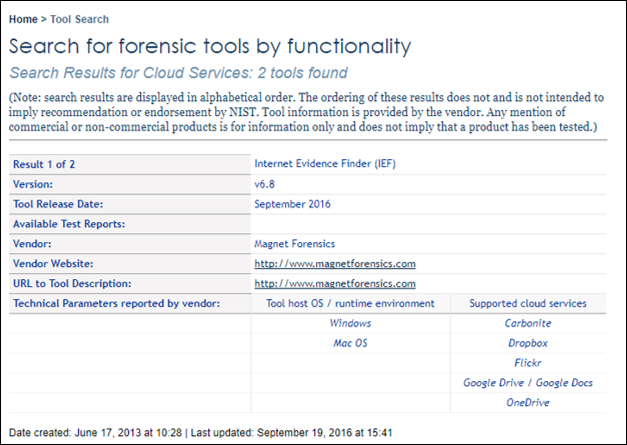 Home > Tool Search
Search for forensic tools by functionality
Search Results for Cloud Services: 2 tools found
(Note: search results are displayed in alphabetical order. The ordering of these results does not and is not intended to
imply recommendation or endorsement by NIST. Tool information is provided by the vendor. Any mention of
commercial or non-commercial products is for information only and does not imply that a product has been tested.)
Result 1 of 2 Internet Evidence Finder (IEF)
Version: v6.8
Tool Release Date: September 2016
Available Test Reports:
Vendor: Magnet Forensics
Vendor Website: http://www.magnetforensics.com
URL to Tool Description: http://www.magnetforensics.com
Technical Parameters reported by vendor: Tool host OS / runtime environment Supported cloud services
Windows Carbonite
Mac OS Dropbox
Flickr
Google Drive / Google Docs
OneDrive
Date created: June 17, 2013 at 10:28 | Last updated: September 19, 2016 at 15:41